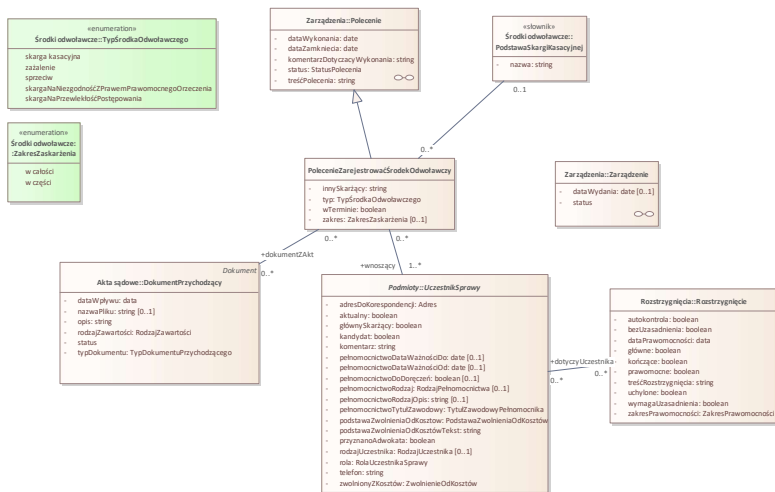 «enumeration»
Środki odwoławcze::TypŚrodkaOdwoławczego
skarga kasacyjna
zażalenie
sprzeciw
skargaNaNiezgodnośćZPrawemPrawomocnegoOrzeczenia
skargaNaPrzewlekłośćPostępowania
«enumeration»
Środki odwoławcze:
:ZakresZaskarżenia
w całości
w części
Zarządzenia::Polecenie
- dataWykonania: date
- dataZamkniecia: date
- komentarzDotyczacyWykonania: string
- status: StatusPolecenia
- treśćPolecenia: string
«słownik»
Środki odwoławcze::
PodstawaSkargiKasacyjnej
- nazwa: string
0..1
0..*
PolecenieZarejestrowaćŚrodekOdwoławczy
- innySkarżący: string
- typ: TypŚrodkaOdwoławczego
- wTerminie: boolean
- zakres: ZakresZaskarżenia [0..1]
Zarządzenia::Zarządzenie
- dataWydania: date [0..1]
- status
0..*
0..*
+dokumentZAkt
0..*
+wnoszący
1..*
Dokument
Akta sądowe::DokumentPrzychodzący
- dataWpływu: data
- nazwaPliku: string [0..1]
- opis: string
- rodzajZawartości: RodzajZawartości
- status
- typDokumentu: TypDokumentuPrzychodzącego
Podmioty::UczestnikSprawy
- adresDoKorespondencji: Adres
- aktualny: boolean
- głównySkarżący: boolean
- kandydat: boolean
- komentarz: string
- pełnomocnictwoDataWażnościDo: date [0..1]
- pełnomocnictwoDataWażnościOd: date [0..1]
- pełnomocnictwoDoDoręczeń: boolean [0..1]
- pełnomocnictwoRodzaj: RodzajPełnomocnictwa [0..1]
- pełnomocnictwoRodzajOpis: string [0..1]
- pełnomocnictwoTytułZawodowy: TytułZawodowyPełnomocnika
- podstawaZwolnieniaOdKosztow: PodstawaZwolnieniaOdKosztów
- podstawaZwolnieniaOdKosztówTekst: string
- przyznanoAdwokata: boolean
- rodzajUczestnika: RodzajUczestnika [0..1]
- rola: RolaUczestnikaSprawy
- telefon: string
- zwolnionyZKosztów: ZwolnienieOdKosztów
+dotyczyUczestnika
0..*
0..*
Rozstrzygnięcia::Rozstrzygnięcie
- autokontrola: boolean
- bezUzasadnienia: boolean
- dataPrawomocności: data
- główne: boolean
- kończące: boolean
- prawomocne: boolean
- treśćRozstrzygnięcia: string
- uchylone: boolean
- wymagaUzasadnienia: boolean
- zakresPrawomocności: ZakresPrawomocności